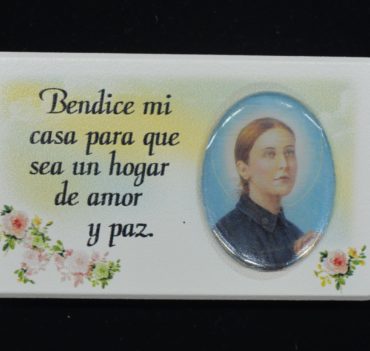 Bendice mi
casa para que
sea un hogar
de amor
y paz.